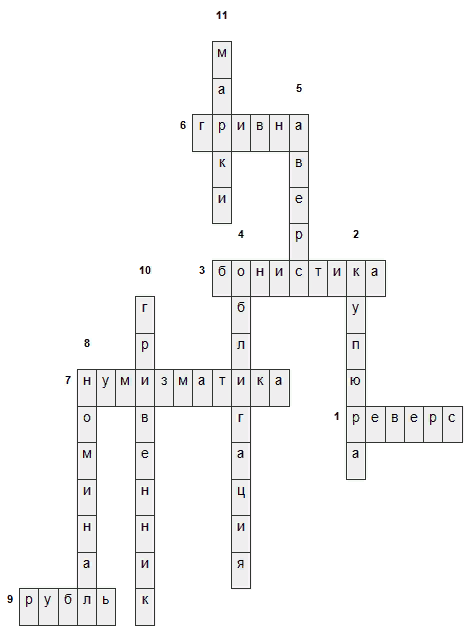 11
м
а 5
6 гривна
к в
и е
4 р 2
10 3 бонистика
г б у
8 р л п
7 нумизматика ю
о в г 1 реверс
м е а а
и н ц
н н и
а и я
9 рубль к